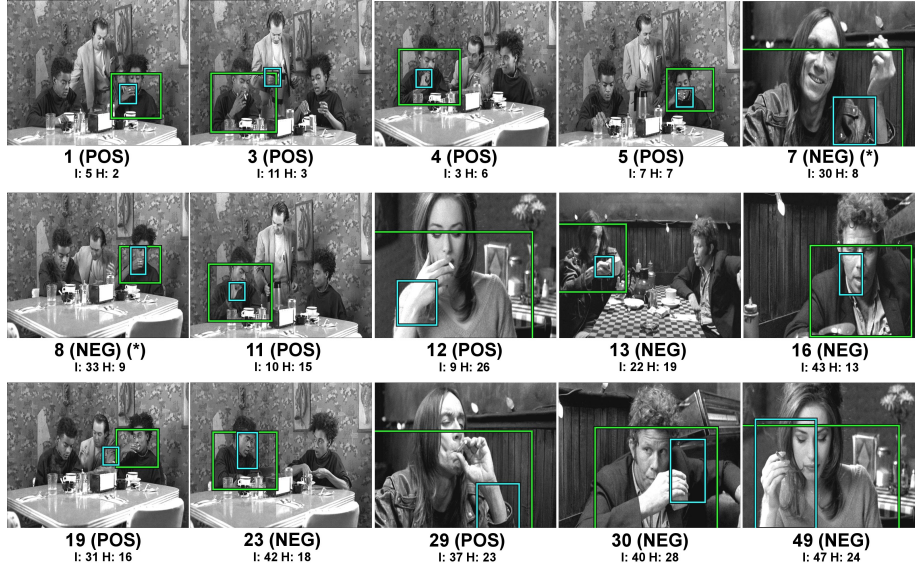 1 (POS)
I: 5 H: 2
3 (POS)
I: 11 H: 3
4 (POS)
I: 3 H: 6
5 (POS)
I: 7 H: 7
7 (NEG) (*)
I: 30 H: 8
8 (NEG) (*)
I: 33 H: 9
11 (POS)
I: 10 H: 15
12 (POS)
I: 9 H: 26
13 (NEG)
I: 22 H: 19
16 (NEG)
I: 43 H: 13
19 (POS)
I: 31 H: 16
23 (NEG)
I: 42 H: 18
29 (POS)
I: 37 H: 23
30 (NEG)
I: 40 H: 28
49 (NEG)
I: 47 H: 24